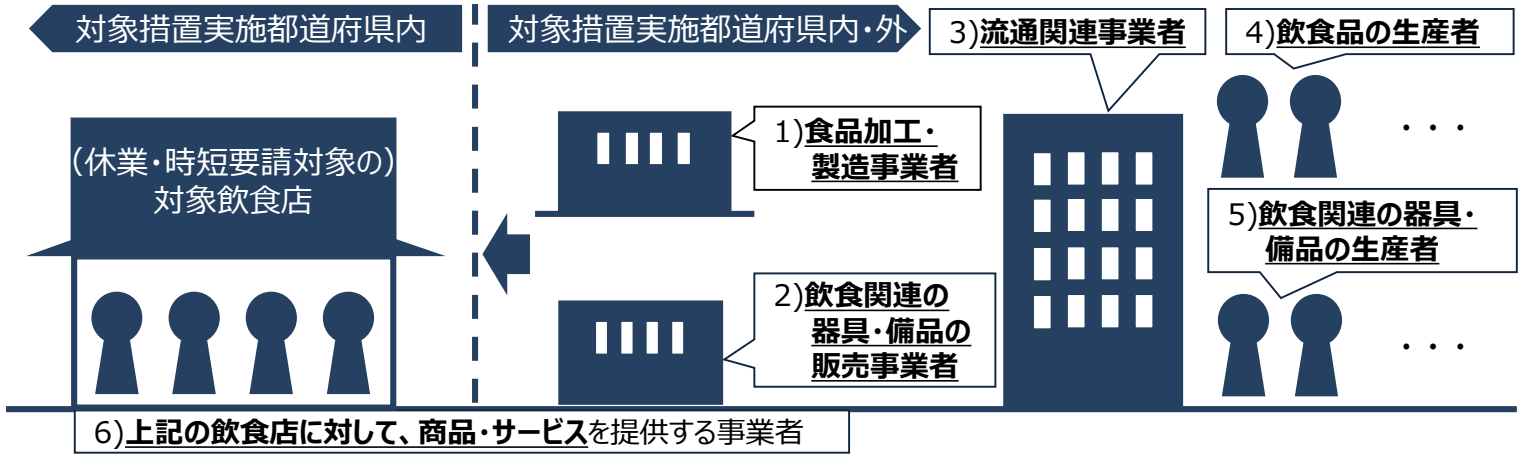 対象措置実施都道府県内
対象措置実施都道府県内・外
3)流通関連事業者
4)飲食品の生産者
(休業・時短要請対象の)
対象飲食店
1)食品加工・
製造事業者
・・・
5)飲食関連の器具・
備品の生産者
2)飲食関連の
器具・備品の
販売事業者
・・・
6)上記の飲食店に対して、商品・サービスを提供する事業者